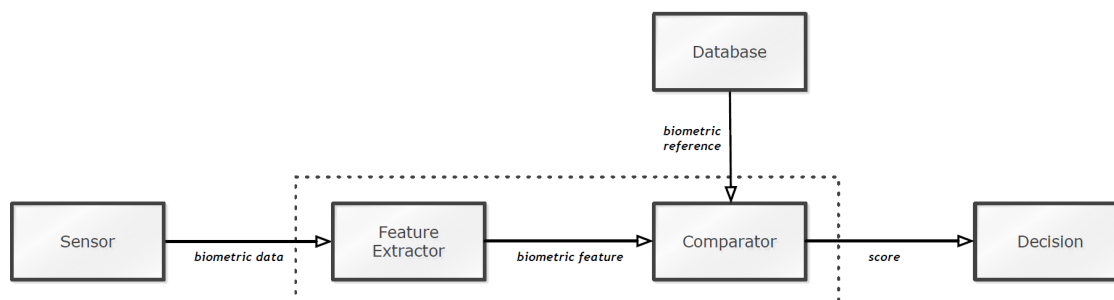 Database
biometric
reference
Sensor
biometric data
Feature
Extractor
biometric feature
Comparator
score
Decision